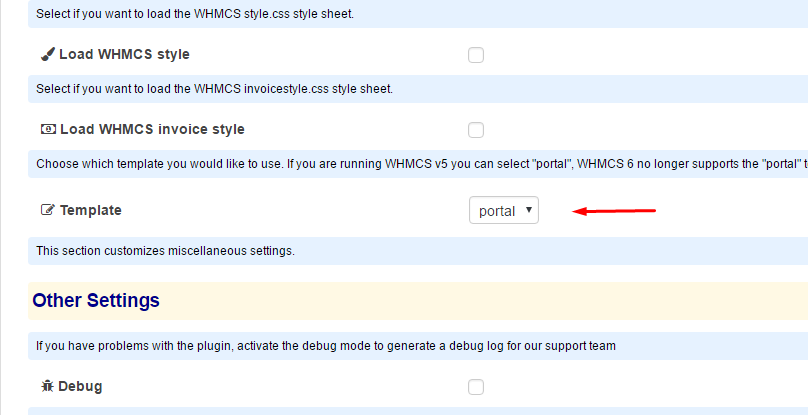 Select if you want to load the WHMCS style.css style sheet.
Load WHMCS style
Select if you want to load the WHMCS invoicestyle.css style sheet.
Load WHMCS invoice style
Choose which template you would like to use. If you are running WHMCS v5 you can select "portal", WHMCS 6 no longer supports the "portal" t
Template
portal
This section customizes miscellaneous settings.
Other Settings
If you have problems with the plugin, activate the debug mode to generate a debug log for our support team
Debug